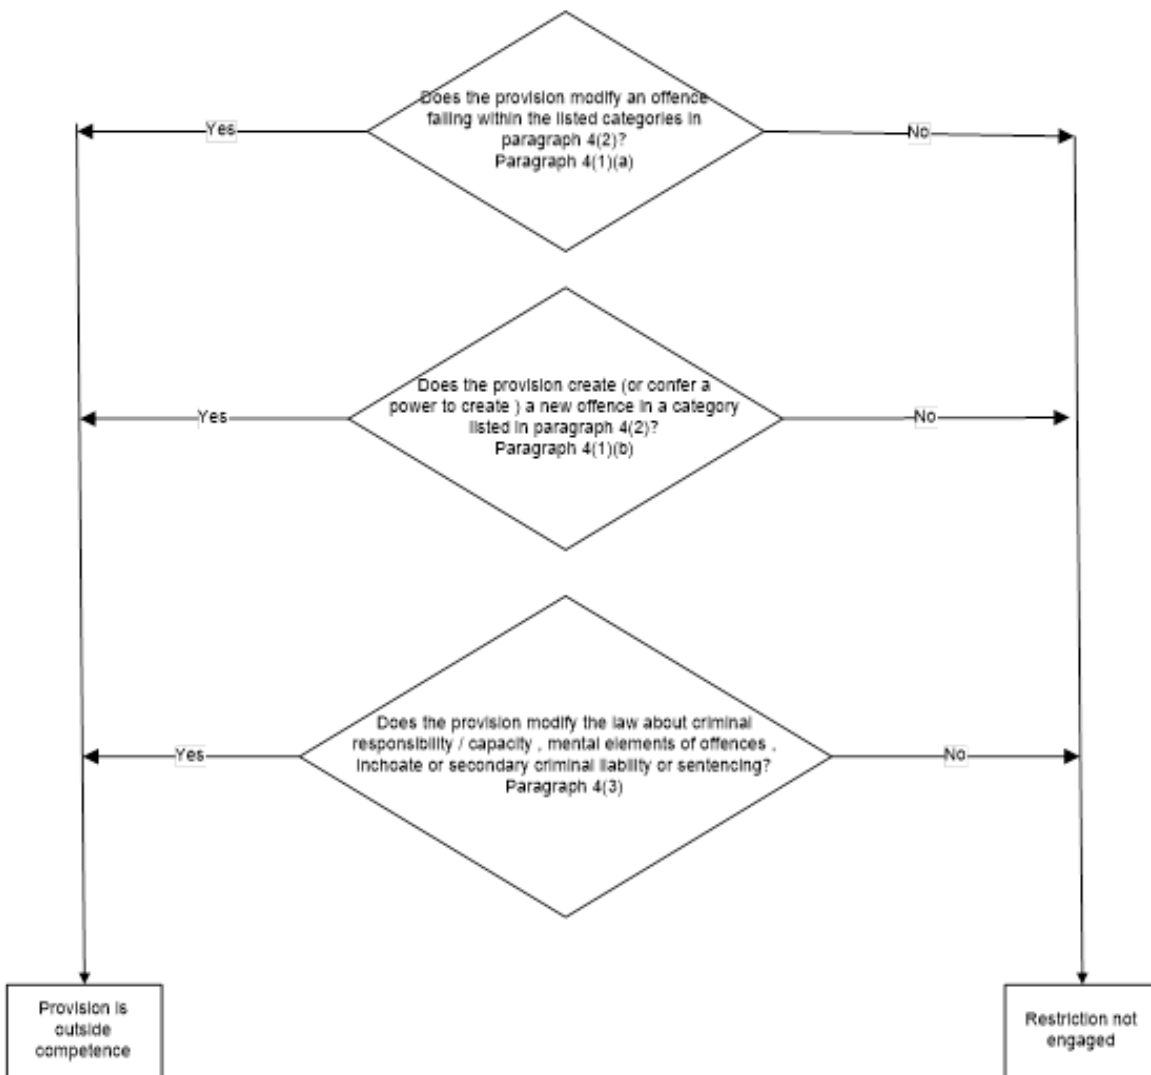 Does the provision modify an offence
falling within the listed categories in
paragraph 4(2)?
Paragraph 4(1)(a)
Yes
No
Does the provision create (or confer a
power to create ) a new offence in a category
listed in paragraph 4(2)?
Paragraph 4(1)(b)
Yes
No
Does the provision modify the law about criminal
responsibility / capacity , mental elements of offences ,
inchoate or secondary criminal liability or sentencing?
Paragraph 4(3)
Yes
No
Provision is
outside
competence
Restriction not
engaged